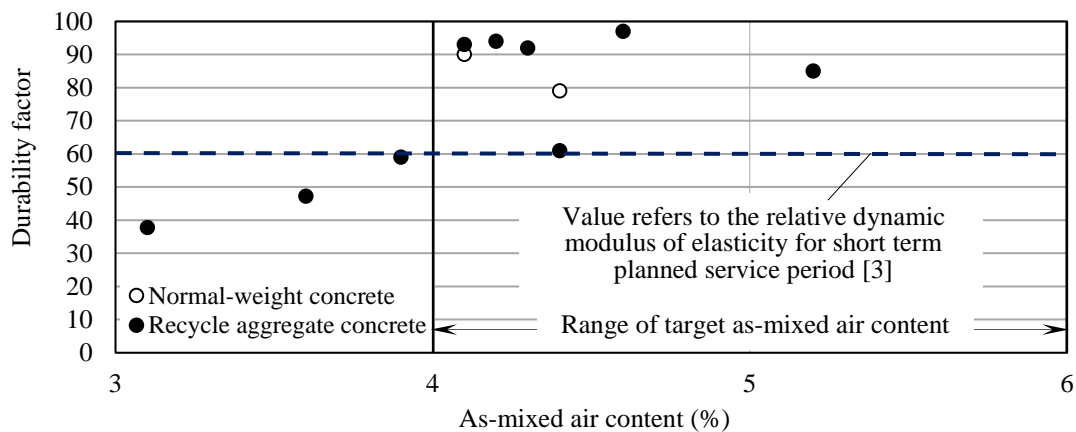 100
90
80
70
60
50
40
30
20
10
0
Durability factor
Value refers to the relative dynamic
modulus of elasticity for short term
planned service period [3]
Normal-weight concrete
Recycle aggregate concrete
Range of target as-mixed air content
3 4 5 6
As-mixed air content (%)